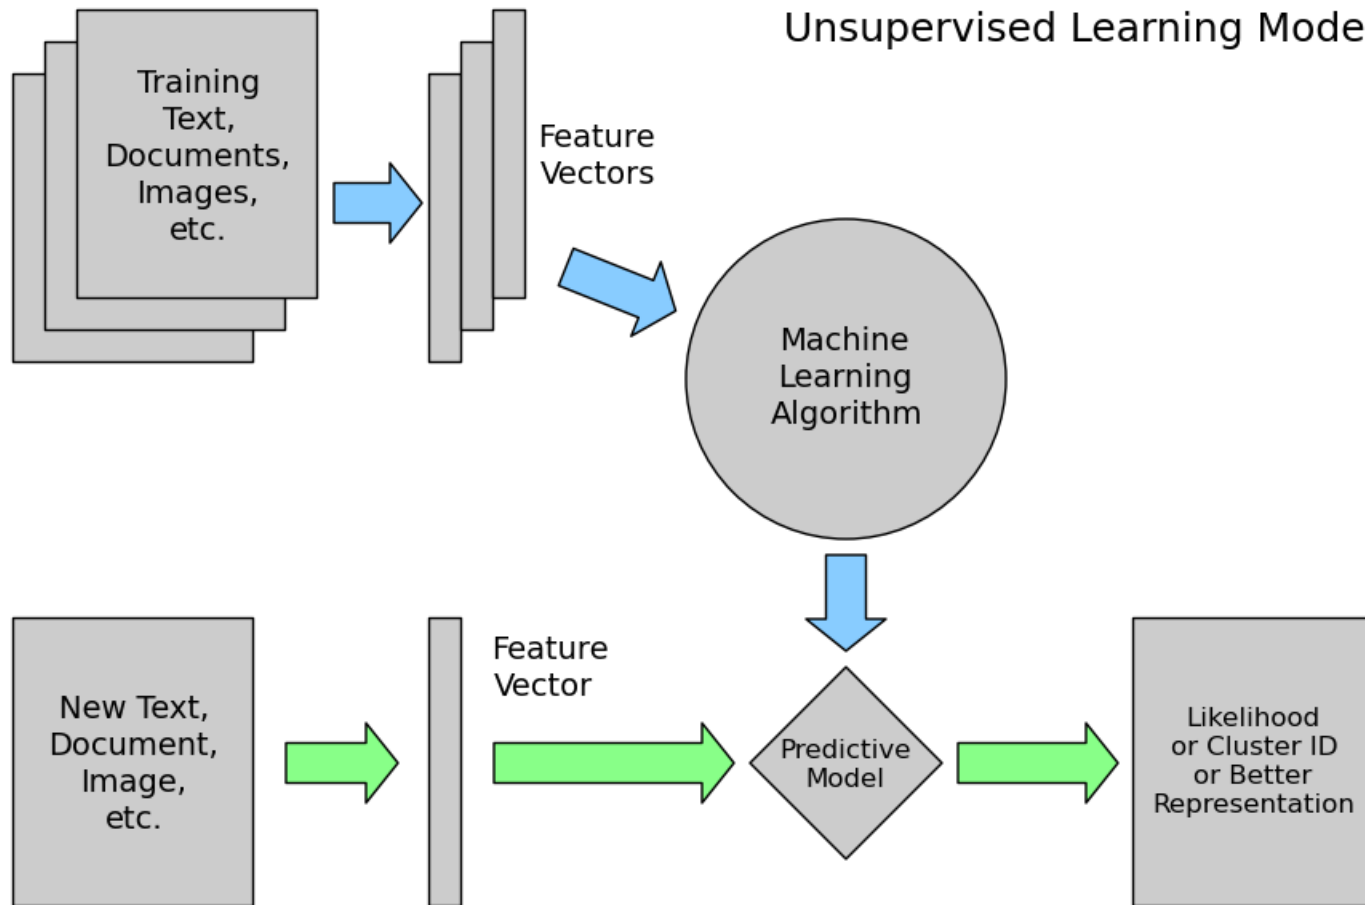 Unsupervised Learning Mode
Training
Text,
Documents,
Images,
etc.
Feature
Vectors
Machine
Learning
Algorithm
New Text,
Document,
Image,
etc.
Feature
Vector
Predictive
Model
Likelihood
or Cluster ID
or Better
Representation